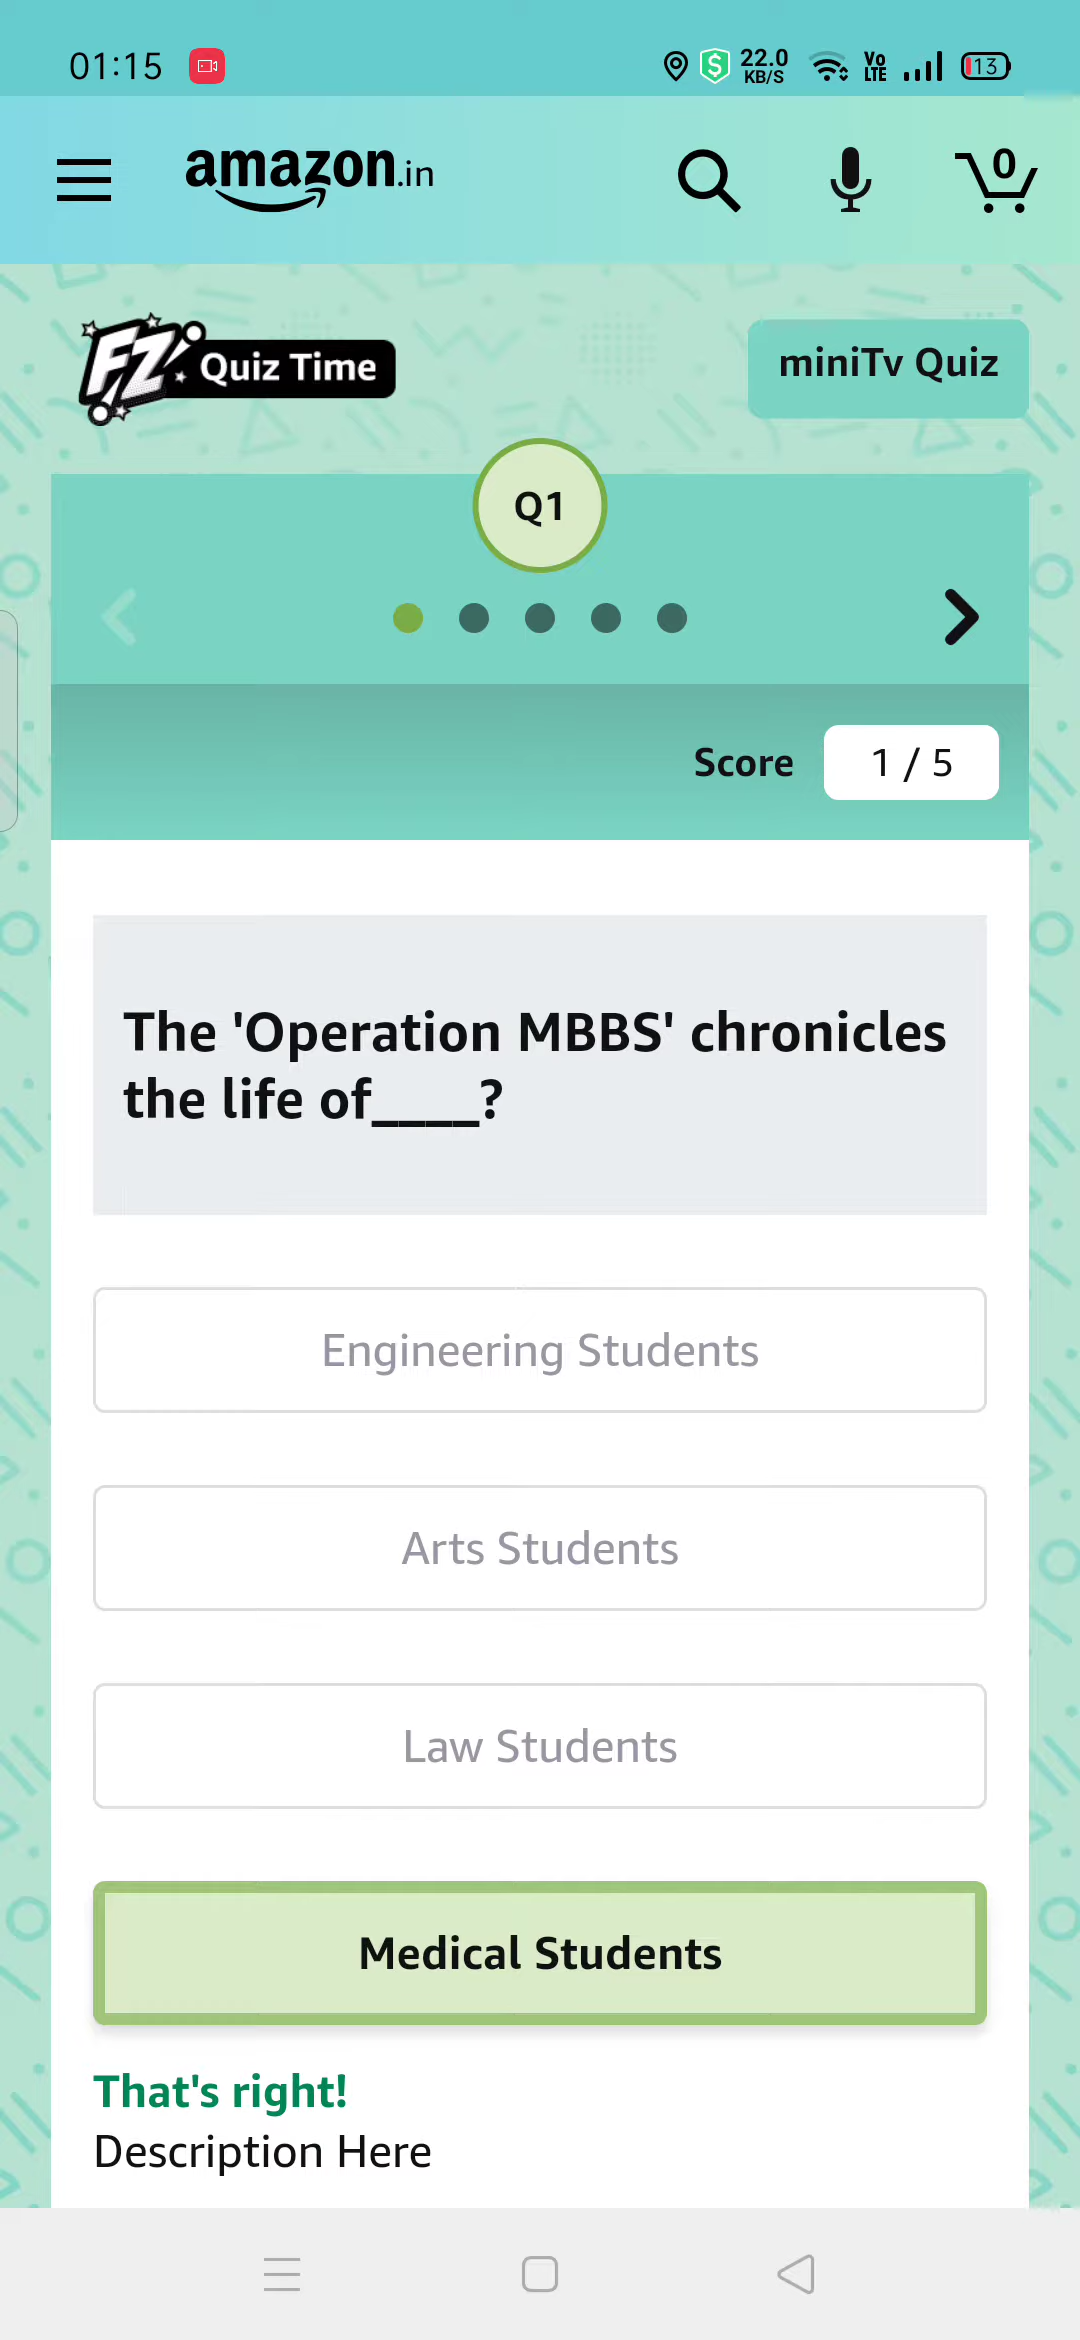 01:15
22.0
KB/S
Vo
LTE
13
amazon.in
0
FZ Quiz Time
miniTv Quiz
Q1
Score 1 / 5
The 'Operation MBBS' chronicles
the life of____?
Engineering Students
Arts Students
Law Students
Medical Students
That's right!
Description Here